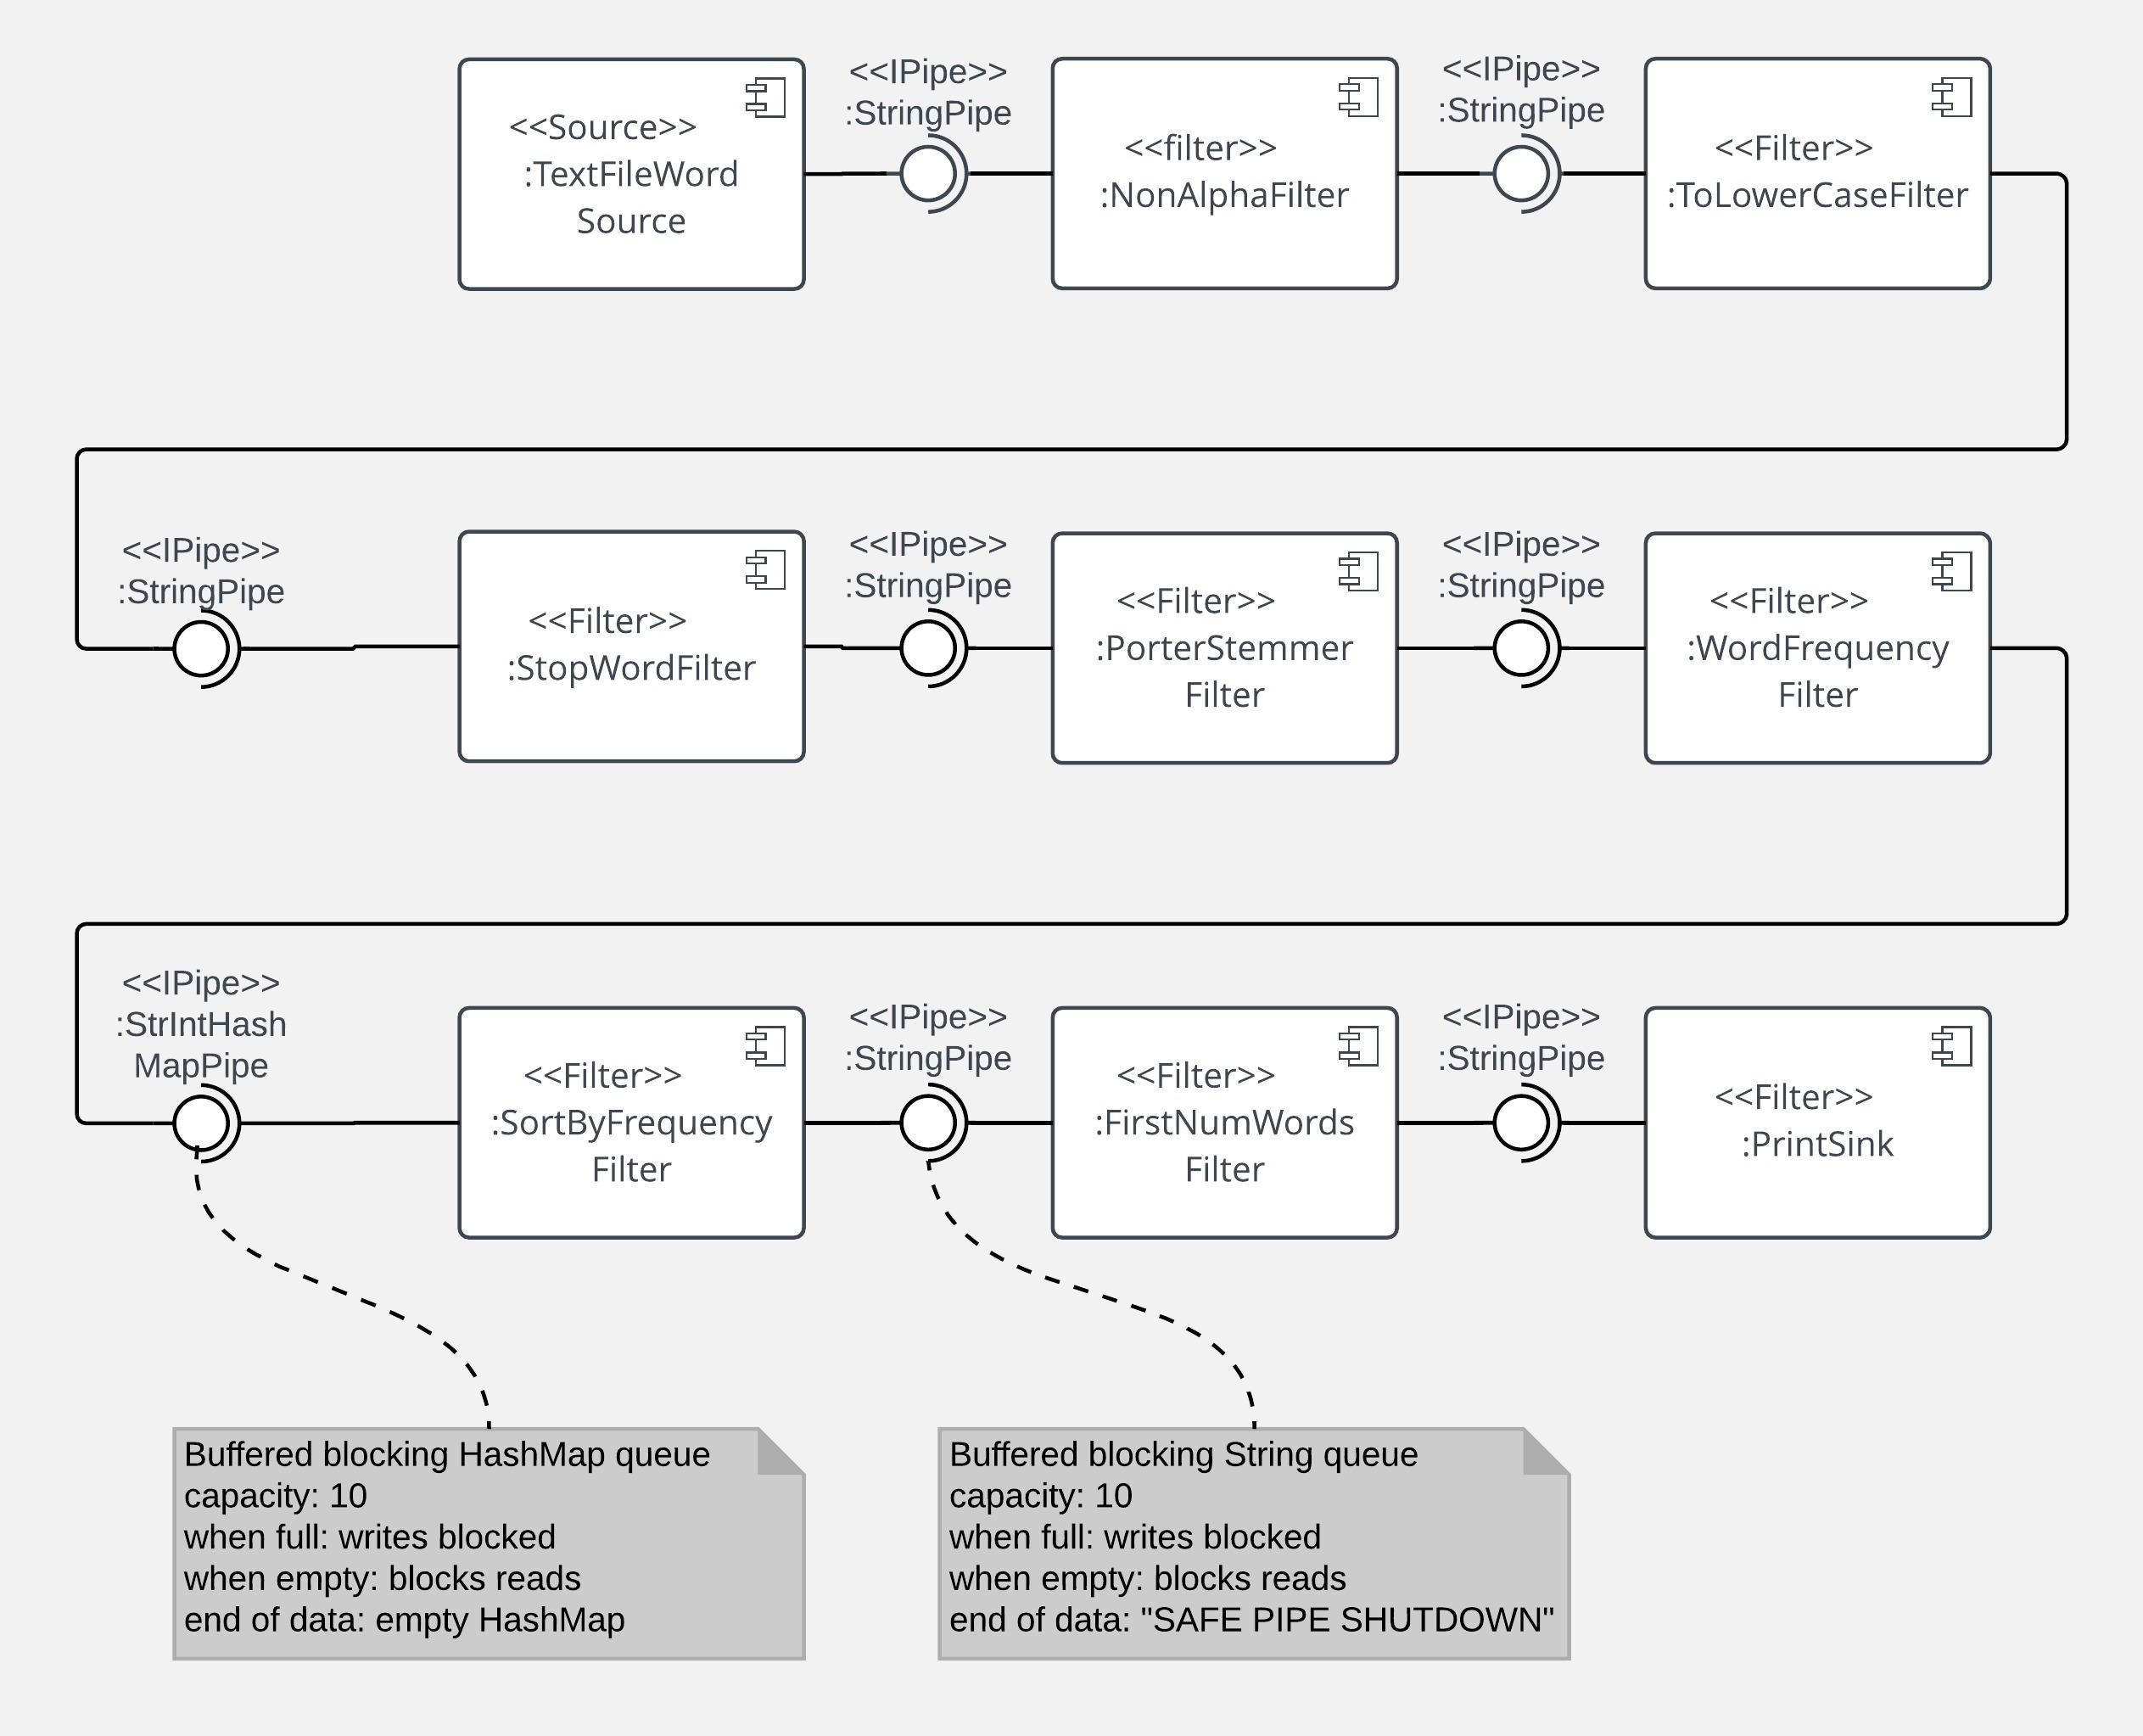 <<Source>>
:TextFileWord
Source
<<IPipe>>
:StringPipe
<<filter>>
:NonAlphaFilter
<<IPipe>>
:StringPipe
<<Filter>>
:ToLowerCaseFilter
<<IPipe>>
:StringPipe
<<Filter>>
:StopWordFilter
<<IPipe>>
:StringPipe
<<Filter>>
:PorterStemmer
Filter
<<IPipe>>
:StringPipe
<<Filter>>
:WordFrequency
Filter
<<IPipe>>
:StrIntHash
MapPipe
<<Filter>>
:SortByFrequency
Filter
<<IPipe>>
:StringPipe
<<Filter>>
:FirstNumWords
Filter
<<IPipe>>
:StringPipe
<<Filter>>
:PrintSink
Buffered blocking HashMap queue
capacity: 10
when full: writes blocked
when empty: blocks reads
end of data: empty HashMap
Buffered blocking String queue
capacity: 10
when full: writes blocked
when empty: blocks reads
end of data: "SAFE PIPE SHUTDOWN"